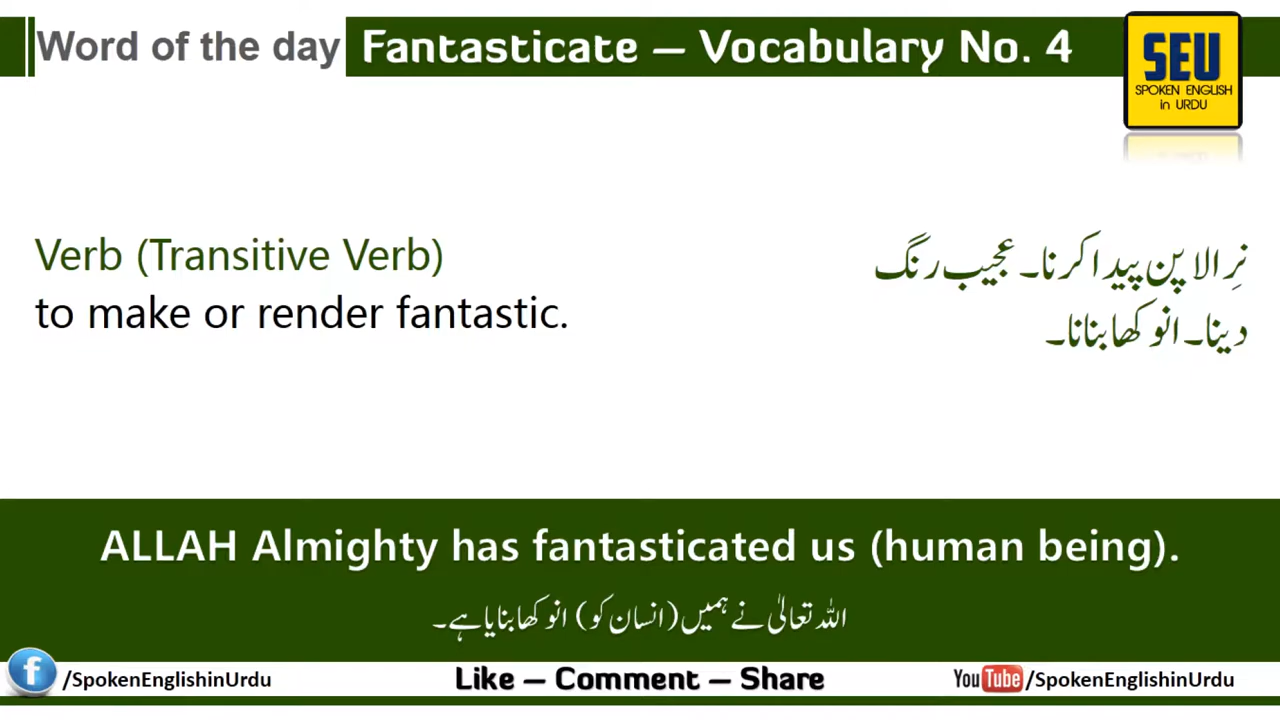 Word of the day Fantasticate – Vocabulary No. 4
SEU
SPOKEN ENGLISH
in URDU
Verb (Transitive Verb)
to make or render fantastic.
نِرالا پن پیدا کرنا۔ عجیب رنگ
دینا۔ انوکھا بنانا۔
ALLAH Almighty has fantasticated us (human being).
اللہ تعالیٰ نے ہمیں (انسان کو) انوکھا بنایا ہے۔
f /SpokenEnglishinUrdu Like – Comment – Share YouTube /SpokenEnglishinUrdu